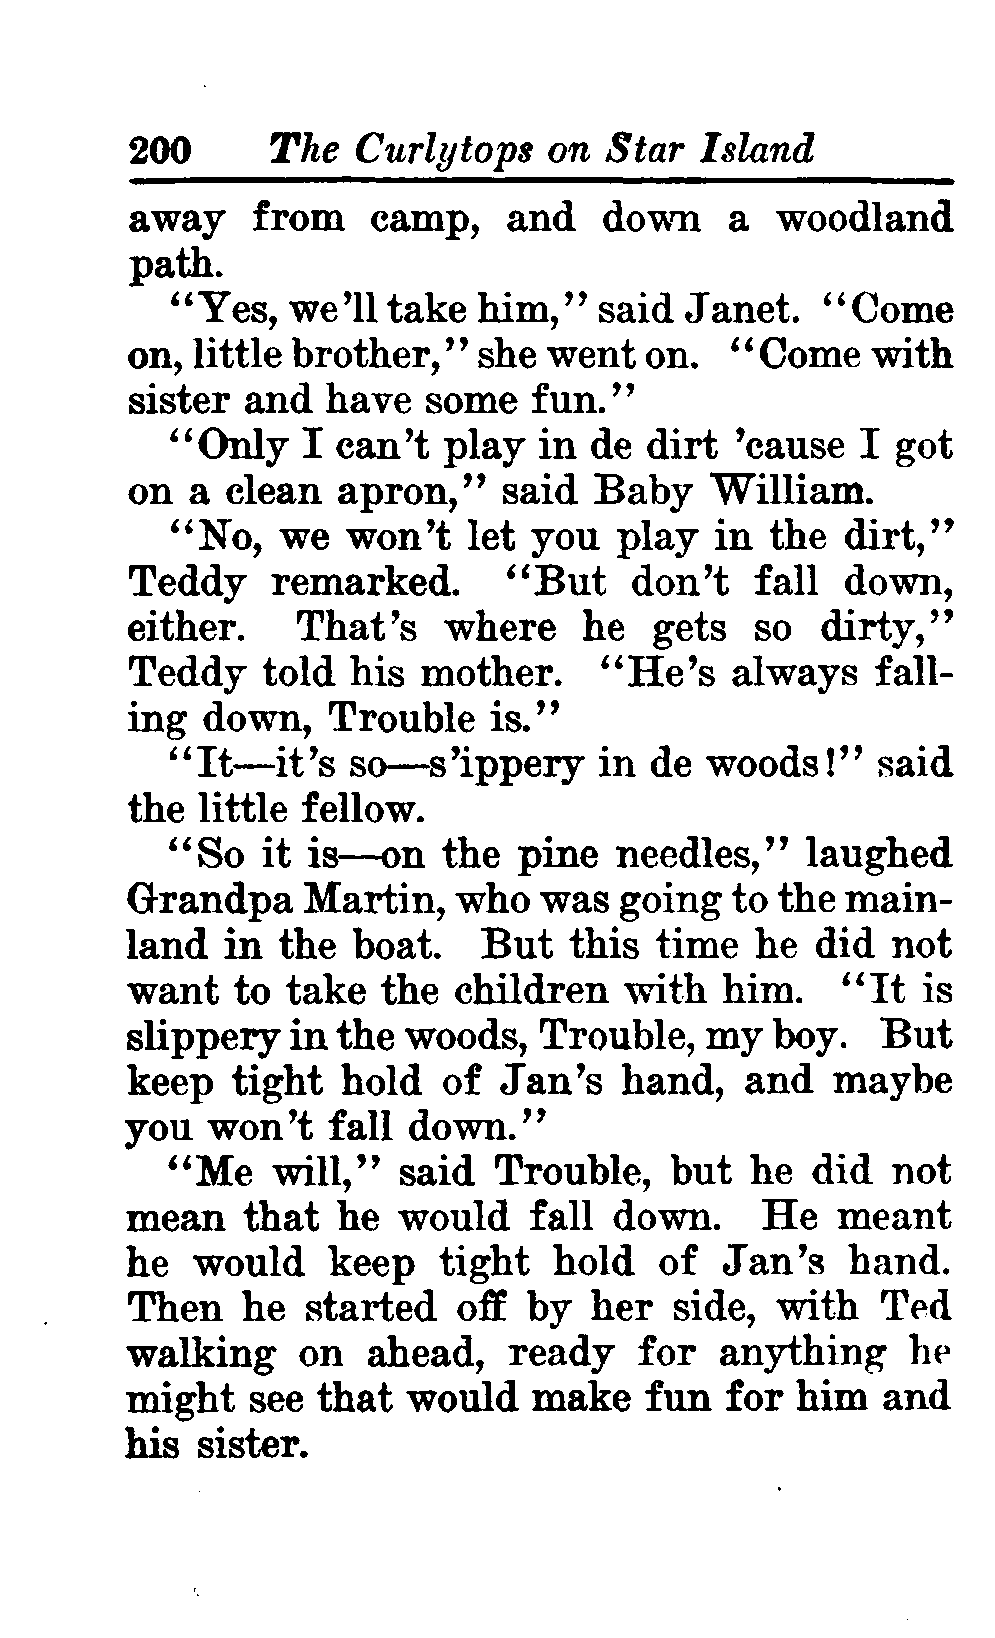 200 The Curlytops on Star Island
away from camp, and down a woodland
path.
"Yes, we'll take him," said Janet. "Come
on, little brother," she went on. "Come with
sister and have some fun."
"Only I can't play in de dirt 'cause I got
on a clean apron," said Baby William.
"No, we won't let you play in the dirt,"
Teddy remarked. "But don't fall down,
either. That's where he gets so dirty,"
Teddy told his mother. "He's always fall-
ing down, Trouble is."
"It—it's so—s'ippery in de woods!" said
the little fellow.
"So it is—on the pine needles," laughed
Grandpa Martin, who was going to the main-
land in the boat. But this time he did not
want to take the children with him. "It is
slippery in the woods, Trouble, my boy. But
keep tight hold of Jan's hand, and maybe
you won't fall down."
"Me will," said Trouble, but he did not
mean that he would fall down. He meant
he would keep tight hold of Jan's hand.
Then he started off by her side, with Ted
walking on ahead, ready for anything he
might see that would make fun for him and
his sister.